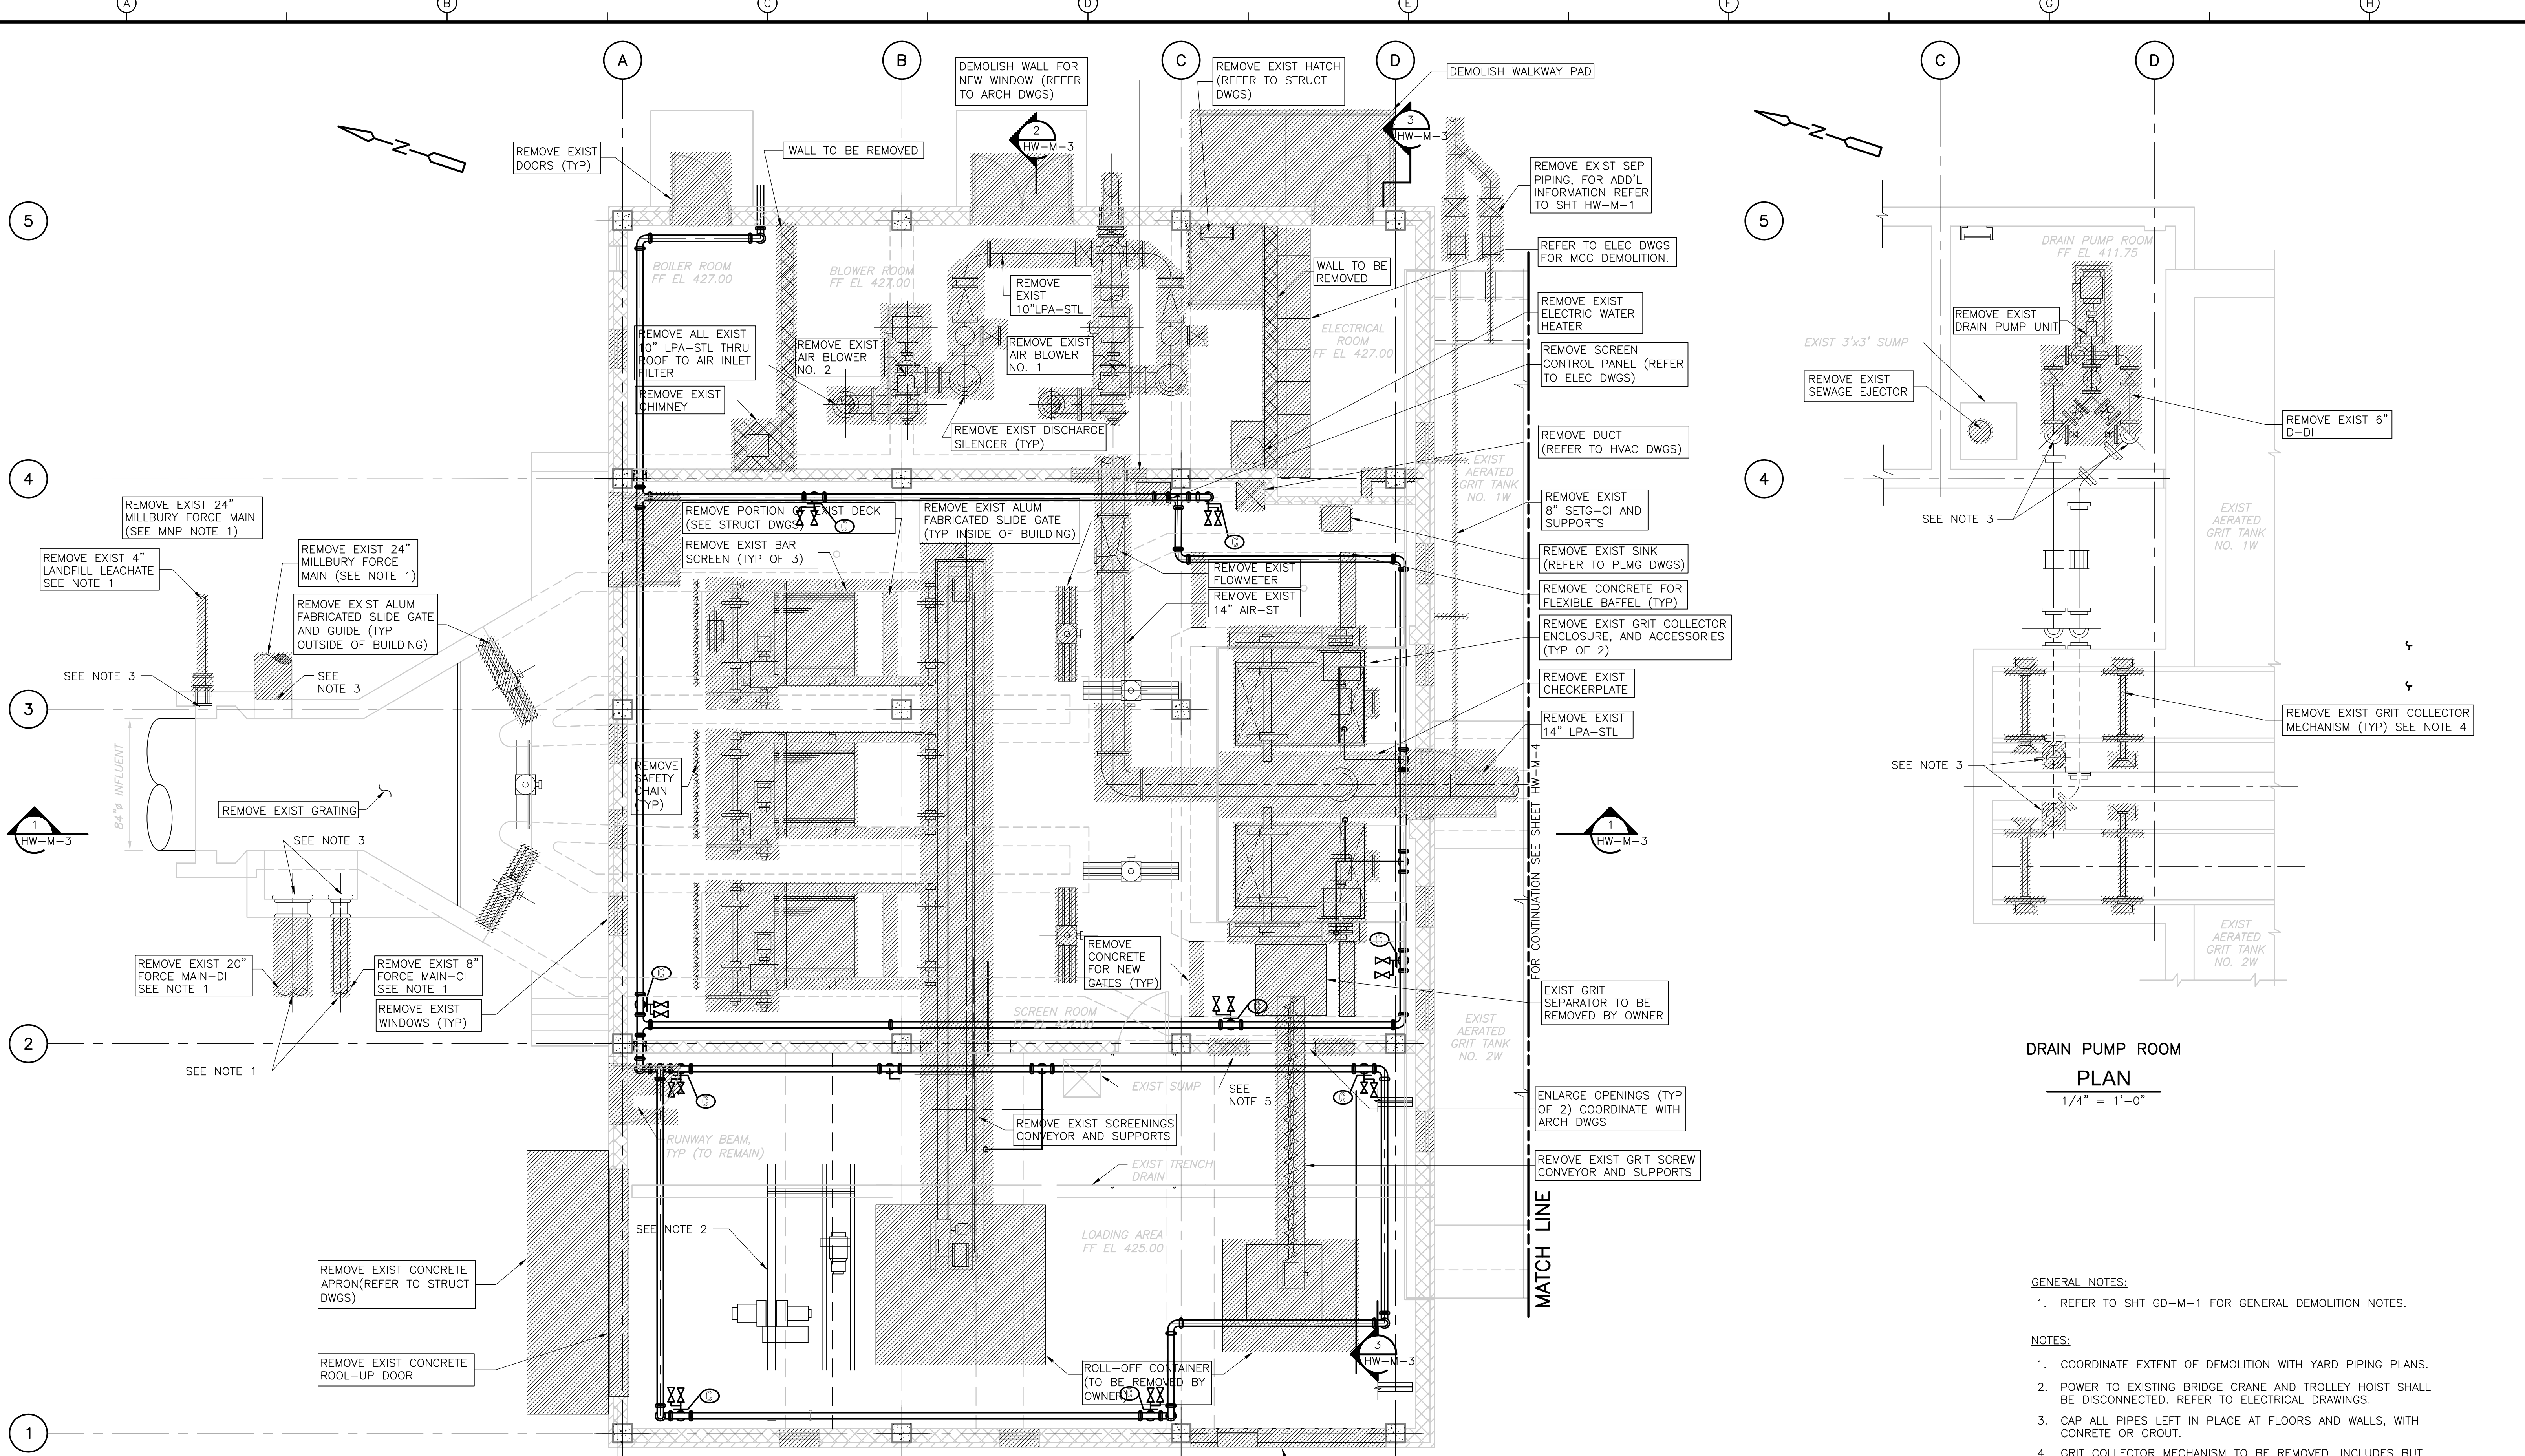 A
B
C
D
E
F
G
H
A
B
C
D
C
D
5
4
3
2
1
5
4
N
N
DEMOLISH WALL FOR
NEW WINDOW (REFER
TO ARCH DWGS)
REMOVE EXIST HATCH
(REFER TO STRUCT
DWGS)
DEMOLISH WALKWAY PAD
2
HW-M-3
3
HW-M-3
REMOVE EXIST
DOORS (TYP)
WALL TO BE REMOVED
REMOVE EXIST SEP
PIPING, FOR ADD'L
INFORMATION REFER
TO SHT HW-M-1
REFER TO ELEC DWGS
FOR MCC DEMOLITION.
BOILER ROOM
FF EL 427.00
BLOWER ROOM
FF EL 427.00
REMOVE
EXIST
10"LPA-STL
WALL TO BE
REMOVED
REMOVE EXIST
ELECTRIC WATER
HEATER
ELECTRICAL
ROOM
FF EL 427.00
REMOVE ALL EXIST
10" LPA-STL THRU
ROOF TO AIR INLET
FILTER
REMOVE EXIST
AIR BLOWER
NO. 2
REMOVE EXIST
AIR BLOWER
NO. 1
REMOVE SCREEN
CONTROL PANEL (REFER
TO ELEC DWGS)
REMOVE EXIST
CHIMNEY
REMOVE EXIST DISCHARGE
SILENCER (TYP)
REMOVE DUCT
(REFER TO HVAC DWGS)
EXIST
AERATED
GRIT TANK
NO. 1W
REMOVE EXIST 24"
MILLBURY FORCE MAIN
(SEE MNP NOTE 1)
REMOVE EXIST 4"
LANDFILL LEACHATE
SEE NOTE 1
REMOVE EXIST 24"
MILLBURY FORCE
MAIN (SEE NOTE 1)
REMOVE EXIST ALUM
FABRICATED SLIDE GATE
AND GUIDE (TYP
OUTSIDE OF BUILDING)
REMOVE PORTION OF EXIST DECK
(SEE STRUCT DWGS)
REMOVE EXIST BAR
SCREEN (TYP OF 3)
REMOVE EXIST ALUM
FABRICATED SLIDE GATE
(TYP INSIDE OF BUILDING)
C
C
REMOVE EXIST
8" SETG-CI AND
SUPPORTS
REMOVE EXIST SINK
(REFER TO PLMG DWGS)
REMOVE EXIST
FLOWMETER
REMOVE EXIST
14" AIR-ST
REMOVE CONCRETE FOR
FLEXIBLE BAFFEL (TYP)
REMOVE EXIST GRIT COLLECTOR
ENCLOSURE, AND ACCESSORIES
(TYP OF 2)
SEE NOTE 3
SEE
NOTE 3
REMOVE EXIST
CHECKERPLATE
REMOVE EXIST
14" LPA-STL
84"ø INFLUENT
REMOVE
SAFETY
CHAIN
(TYP)
REMOVE EXIST GRATING
1
HW-M-3
SEE NOTE 3
1
HW-M-3
FOR CONTINUATION SEE SHEET HW-M-4
MATCH LINE
REMOVE EXIST 20"
FORCE MAIN-DI
SEE NOTE 1
REMOVE EXIST 8"
FORCE MAIN-CI
SEE NOTE 1
REMOVE EXIST
WINDOWS (TYP)
SEE NOTE 1
REMOVE
CONCRETE
FOR NEW
GATES (TYP)
C
C
C
SCREEN ROOM
EXIST GRIT
SEPARATOR TO BE
REMOVED BY OWNER
EXIST
AERATED
GRIT TANK
NO. 2W
EXIST SUMP
SEE
NOTE 5
C
C
ENLARGE OPENINGS (TYP
OF 2) COORDINATE WITH
ARCH DWGS
REMOVE EXIST SCREENINGS
CONVEYOR AND SUPPORTS
RUNWAY BEAM,
TYP (TO REMAIN)
EXIST TRENCH
DRAIN
REMOVE EXIST GRIT SCREW
CONVEYOR AND SUPPORTS
SEE NOTE 2
LOADING AREA
FF EL 425.00
REMOVE EXIST CONCRETE
APRON(REFER TO STRUCT
DWGS)
REMOVE EXIST CONCRETE
ROOL-UP DOOR
3
HW-M-3
ROLL-OFF CONTAINER
(TO BE REMOVED BY
OWNER)
C
C
DRAIN PUMP ROOM
FF EL 411.75
REMOVE EXIST
DRAIN PUMP UNIT
EXIST 3'x3' SUMP
REMOVE EXIST
SEWAGE EJECTOR
REMOVE EXIST 6"
D-DI
SEE NOTE 3
EXIST
AERATED
GRIT TANK
NO. 1W
REMOVE EXIST GRIT COLLECTOR
MECHANISM (TYP) SEE NOTE 4
SEE NOTE 3
EXIST
AERATED
GRIT TANK
NO. 2W
DRAIN PUMP ROOM
PLAN
1/4" = 1'-0"
GENERAL NOTES:
1. REFER TO SHT GD-M-1 FOR GENERAL DEMOLITION NOTES.
NOTES:
1. COORDINATE EXTENT OF DEMOLITION WITH YARD PIPING PLANS.
2. POWER TO EXISTING BRIDGE CRANE AND TROLLEY HOIST SHALL
BE DISCONNECTED. REFER TO ELECTRICAL DRAWINGS.
3. CAP ALL PIPES LEFT IN PLACE AT FLOORS AND WALLS, WITH
CONRETE OR GROUT.
4. GRIT COLLECTOR MECHANISM TO BE REMOVED, INCLUDES BUT